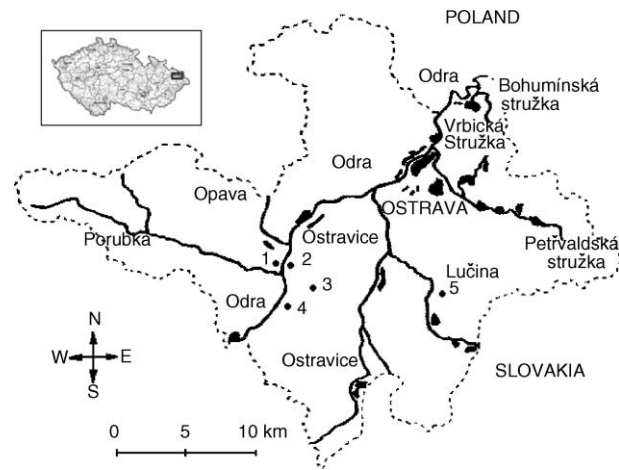 POLAND
Odra
Bohumínská
stružka
Vrbická
Stružka
Odra
Opava
OSTRAVA
Ostravice
Porubka
Petřvaldská
stružka
1
2
Lučina
3
5
Odra
4
N
W
E
S
Ostravice
SLOVAKIA
0
5
10 km